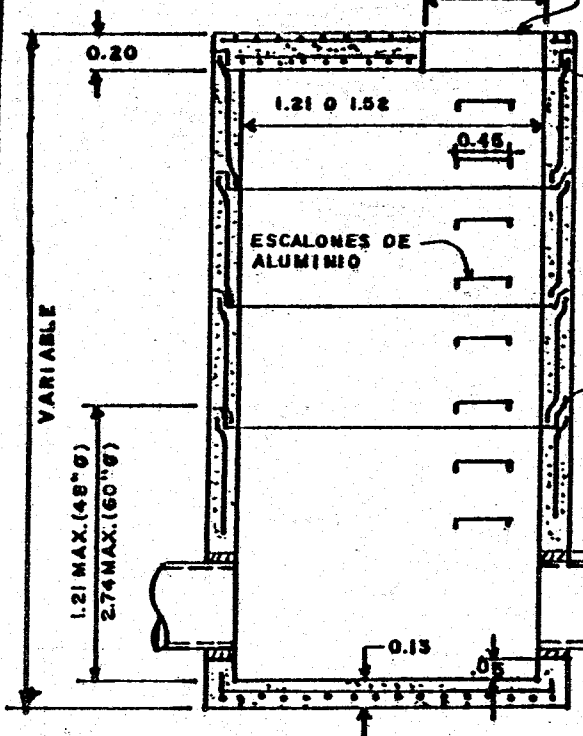 0.20
1.21 O 1.52
0.45
ESCALONES DE
ALUMINIO
VARIABLE
1.21 MAX. (48" Ø)
2.74 MAX. (60" Ø)
0.13